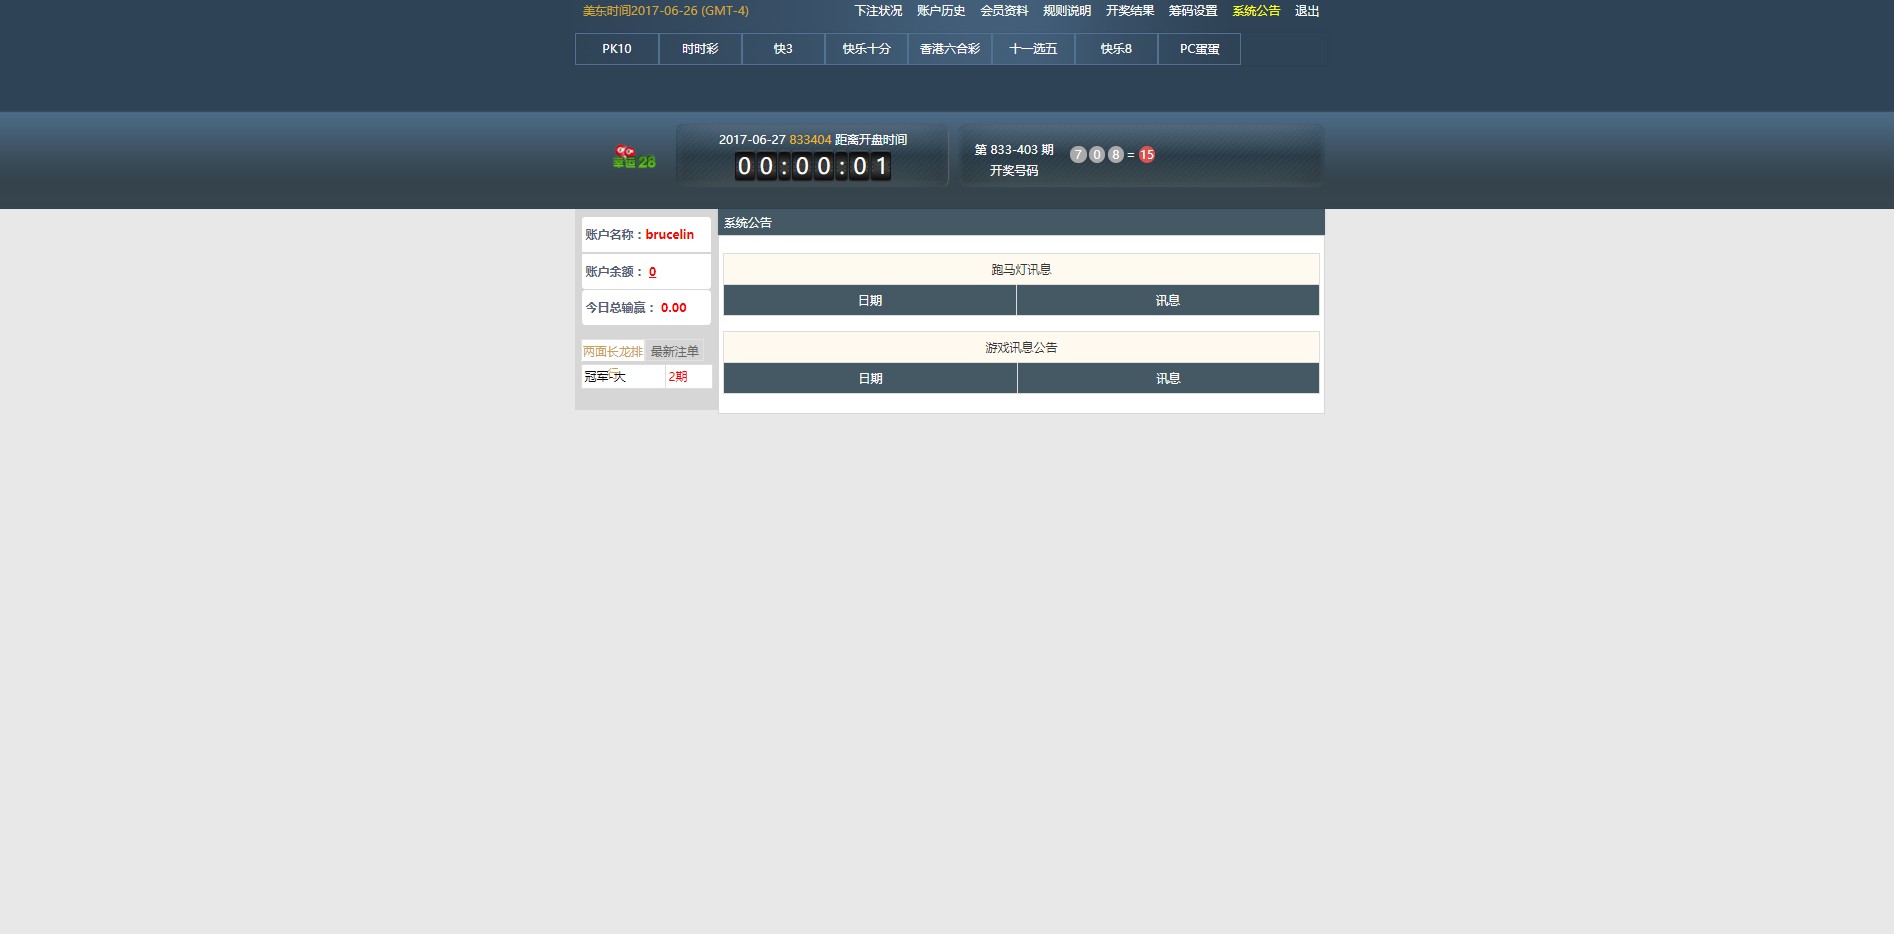 美东时间2017-06-26 (GMT-4) 下注状况 账户历史 会员资料 规则说明 开奖结果 筹码设置 系统公告 退出
PK10 时时彩 快3 快乐十分 香港六合彩 十一选五 快乐8 PC蛋蛋
幸运28
2017-06-27 833404 距离开盘时间
00:00:01
第 833-403 期
开奖号码
7 0 8 = 15
账户名称：brucelin
账户余额： 0
今日总输赢： 0.00
两面长龙排 最新注单
冠军-大 2期
系统公告
跑马灯讯息
日期 讯息
游戏讯息公告
日期 讯息